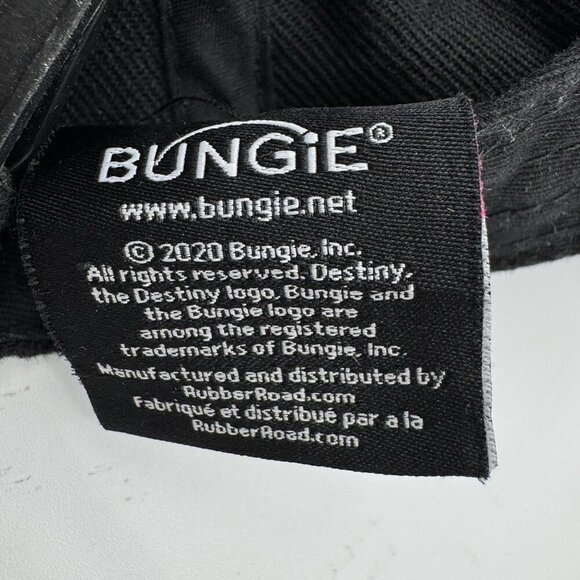 BUNGiE®
www.bungie.net
© 2020 Bungie, Inc.
All rights reserved. Destiny,
the Destiny logo, Bungie and
the Bungie logo are
among the registered
trademarks of Bungie, Inc.
Manufactured and distributed by
RubberRoad.com
Fabriqué et distribué par a la
RubberRoad.com